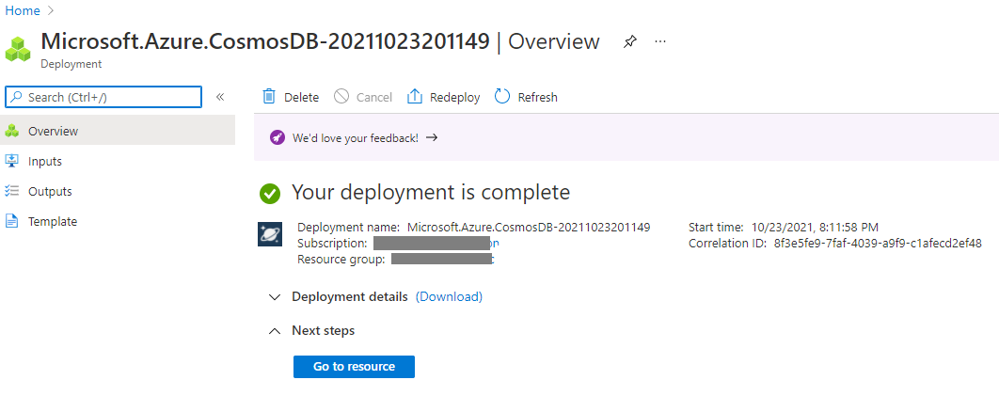 Home >
Microsoft.Azure.CosmosDB-20211023201149 | Overview ...
Deployment
Search (Ctrl+/) «
Overview
Inputs
Outputs
Template
Delete Cancel Redeploy Refresh
We'd love your feedback! →
Your deployment is complete
Deployment name: Microsoft.Azure.CosmosDB-20211023201149
Subscription:
Resource group:
Start time: 10/23/2021, 8:11:58 PM
Correlation ID: 8f3e5fe9-7faf-4039-a9f9-c1afecd2ef48
Deployment details (Download)
Next steps
Go to resource